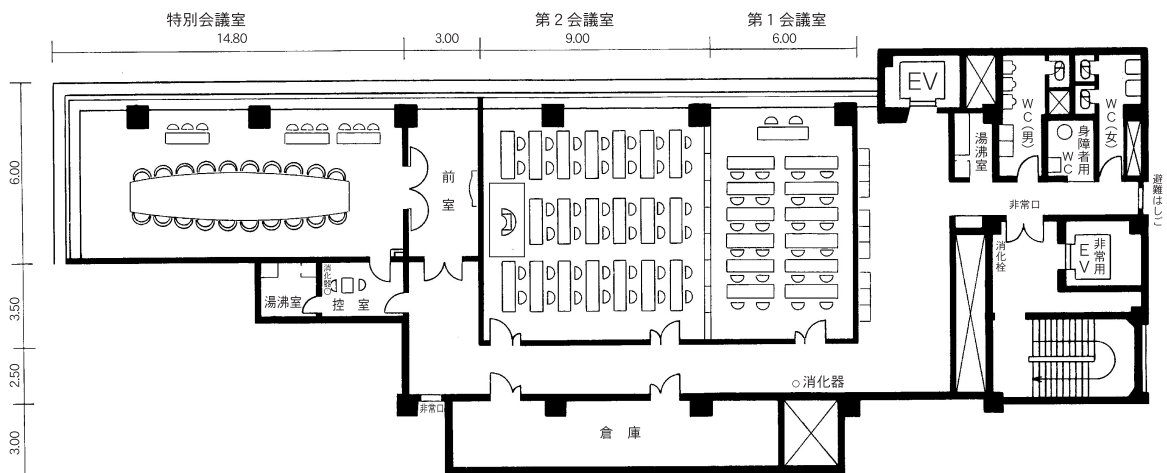 特別会議室
第2会議室
第1会議室
14.80
3.00
9.00
6.00
6.00
3.50
2.50
3.00
前室
EV
湯沸室
WC(男)
身障者用
WC
WC(女)
避難はしご
非常口
消化栓
非常用
EV
湯沸室
消化器○
控室
○消化器
非常口
倉庫